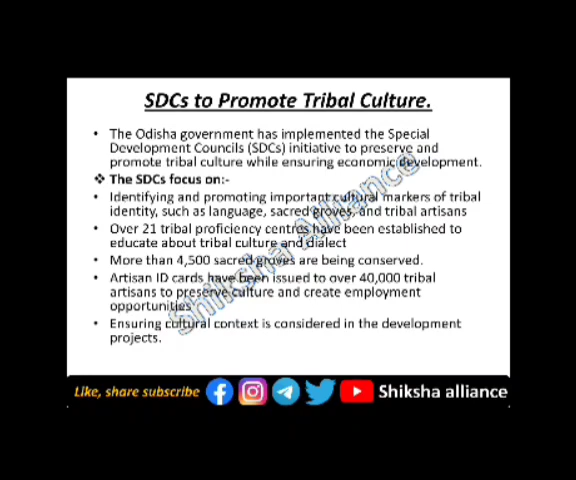 SDCs to Promote Tribal Culture.
• The Odisha government has implemented the Special
Development Councils (SDCs) initiative to preserve and
promote tribal culture while ensuring economic development.
❖ The SDCs focus on:-
• Identifying and promoting important cultural markers of tribal
identity, such as language, sacred groves, and tribal artisans
• Over 21 tribal proficiency centres have been established to
educate about tribal culture and dialect
• More than 4,500 sacred groves are being conserved.
• Artisan ID cards have been issued to over 40,000 tribal
artisans to preserve culture and create employment
opportunities
• Ensuring cultural context is considered in the development
projects.
Shiksha Alliance
Like, share subscribe
Shiksha alliance